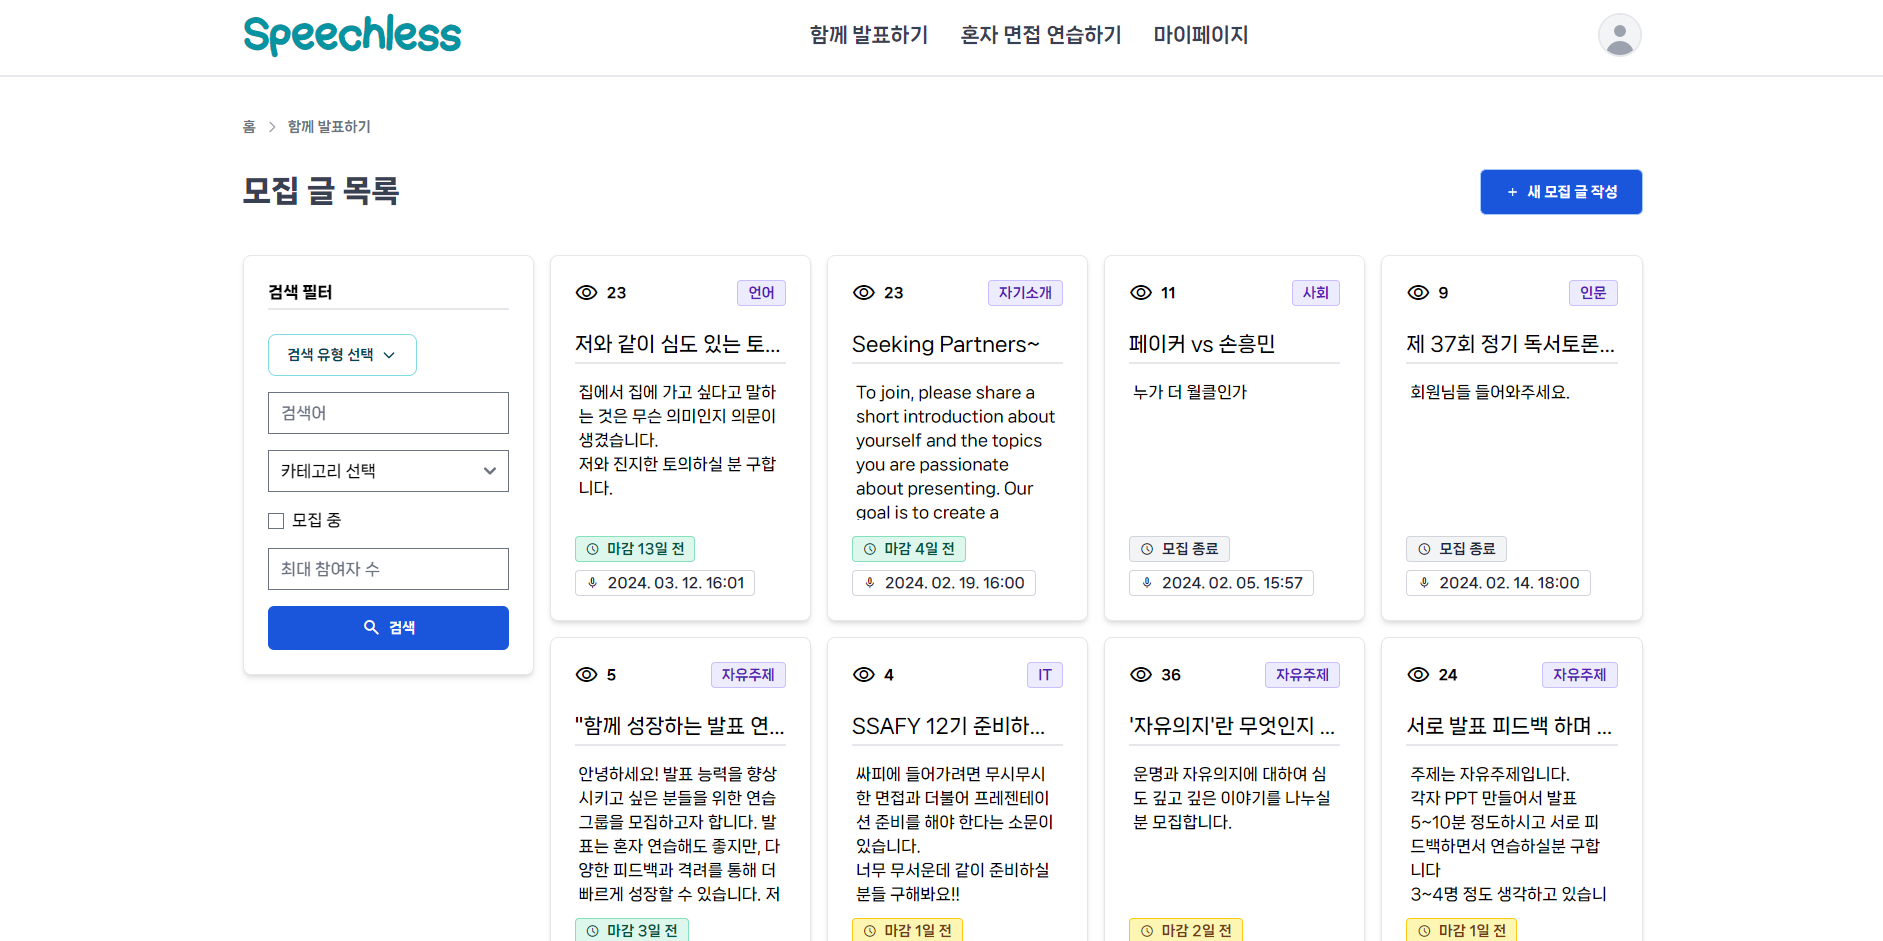 Speechless
함께 발표하기
혼자 면접 연습하기
마이페이지
홈 > 함께 발표하기
모집 글 목록
+ 새 모집 글 작성
검색 필터
검색 유형 선택
검색어
카테고리 선택
모집 중
최대 참여자 수
검색
23
언어
저와 같이 심도 있는 토...
집에서 집에 가고 싶다고 말하
는 것은 무슨 의미인지 의문이
생겼습니다.
저와 진지한 토의하실 분 구합
니다.
마감 13일 전
2024. 03. 12. 16:01
23
자기소개
Seeking Partners~
To join, please share a
short introduction about
yourself and the topics
you are passionate
about presenting. Our
goal is to create a
마감 4일 전
2024. 02. 19. 16:00
11
사회
페이커 vs 손흥민
누가 더 월클인가
모집 종료
2024. 02. 05. 15:57
9
인문
제 37회 정기 독서토론...
회원님들 들어와주세요.
모집 종료
2024. 02. 14. 18:00
5
자유주제
"함께 성장하는 발표 연...
안녕하세요! 발표 능력을 향상
시키고 싶은 분들을 위한 연습
그룹을 모집하고자 합니다. 발
표는 혼자 연습해도 좋지만, 다
양한 피드백과 격려를 통해 더
빠르게 성장할 수 있습니다. 저
마감 3일 전
4
IT
SSAFY 12기 준비하...
싸피에 들어가려면 무시무시
한 면접과 더불어 프레젠테이
션 준비를 해야 한다는 소문이
있습니다.
너무 무서운데 같이 준비하실
분들 구해봐요!!
마감 1일 전
36
자유주제
'자유의지'란 무엇인지 ...
운명과 자유의지에 대하여 심
도 깊고 깊은 이야기를 나누실
분 모집합니다.
마감 2일 전
24
자유주제
서로 발표 피드백 하며 ...
주제는 자유주제입니다.
각자 PPT 만들어서 발표
5~10분 정도하시고 서로 피
드백하면서 연습하실분 구합
니다
3~4명 정도 생각하고 있습니
마감 1일 전